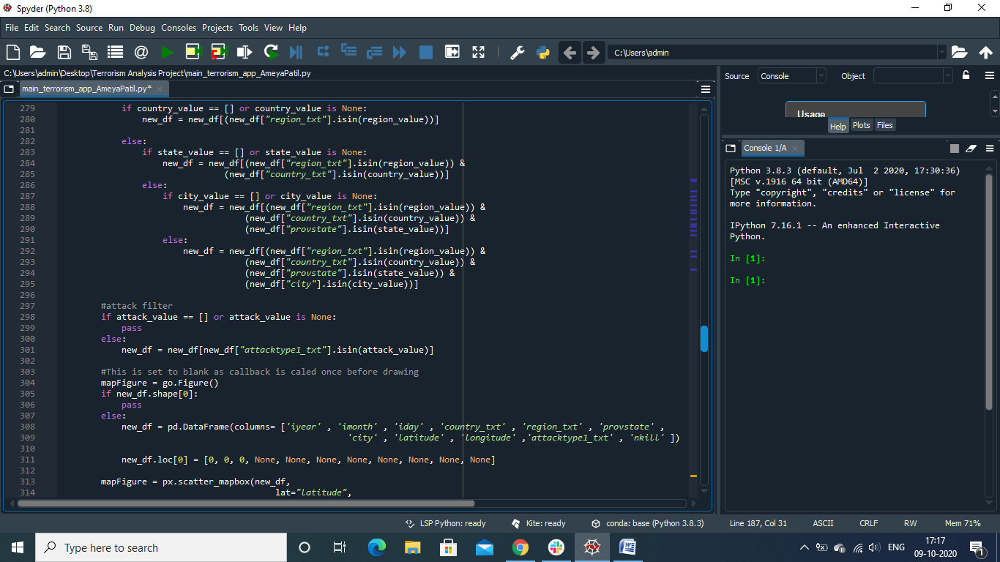 Spyder (Python 3.8)
File Edit Search Source Run Debug Consoles Projects Tools View Help
C:\Users\admin
C:\Users\admin\Desktop\Terrorism Analysis Project\main_terrorism_app_AmeyaPatil.py
main_terrorism_app_AmeyaPatil.py*
279 if country_value == [] or country_value is None:
280 new_df = new_df[(new_df["region_txt"].isin(region_value))]
281
282 else:
283 if state_value == [] or state_value is None:
284 new_df = new_df[(new_df["region_txt"].isin(region_value)) &
285 (new_df["country_txt"].isin(country_value))]
286 else:
287 if city_value == [] or city_value is None:
288 new_df = new_df[(new_df["region_txt"].isin(region_value)) &
289 (new_df["country_txt"].isin(country_value)) &
290 (new_df["provstate"].isin(state_value))]
291 else:
292 new_df = new_df[(new_df["region_txt"].isin(region_value)) &
293 (new_df["country_txt"].isin(country_value)) &
294 (new_df["provstate"].isin(state_value)) &
295 (new_df["city"].isin(city_value))]
296
297 #attack filter
298 if attack_value == [] or attack_value is None:
299 pass
300 else:
301 new_df = new_df[new_df["attacktype1_txt"].isin(attack_value)]
302
303 #This is set to blank as callback is caled once before drawing
304 mapFigure = go.Figure()
305 if new_df.shape[0]:
306 pass
307 else:
308 new_df = pd.DataFrame(columns= ['iyear' , 'imonth' , 'iday' , 'country_txt' , 'region_txt' , 'provstate' ,
309 'city' , 'latitude' , 'longitude' ,'attacktype1_txt' , 'nkill' ])
310
311 new_df.loc[0] = [0, 0, 0, None, None, None, None, None, None, None, None]
312
313 mapFigure = px.scatter_mapbox(new_df,
314 lat="latitude",
Source Console Object
Usage
Help Plots Files
Console 1/A
Python 3.8.3 (default, Jul 2 2020, 17:30:36)
[MSC v.1916 64 bit (AMD64)]
Type "copyright", "credits" or "license" for
more information.
IPython 7.16.1 -- An enhanced Interactive
Python.
In [1]:
In [1]:
LSP Python: ready Kite: ready conda: base (Python 3.8.3) Line 187, Col 31 ASCII CRLF RW Mem 71%
Type here to search
ENG
17:17
09-10-2020
1